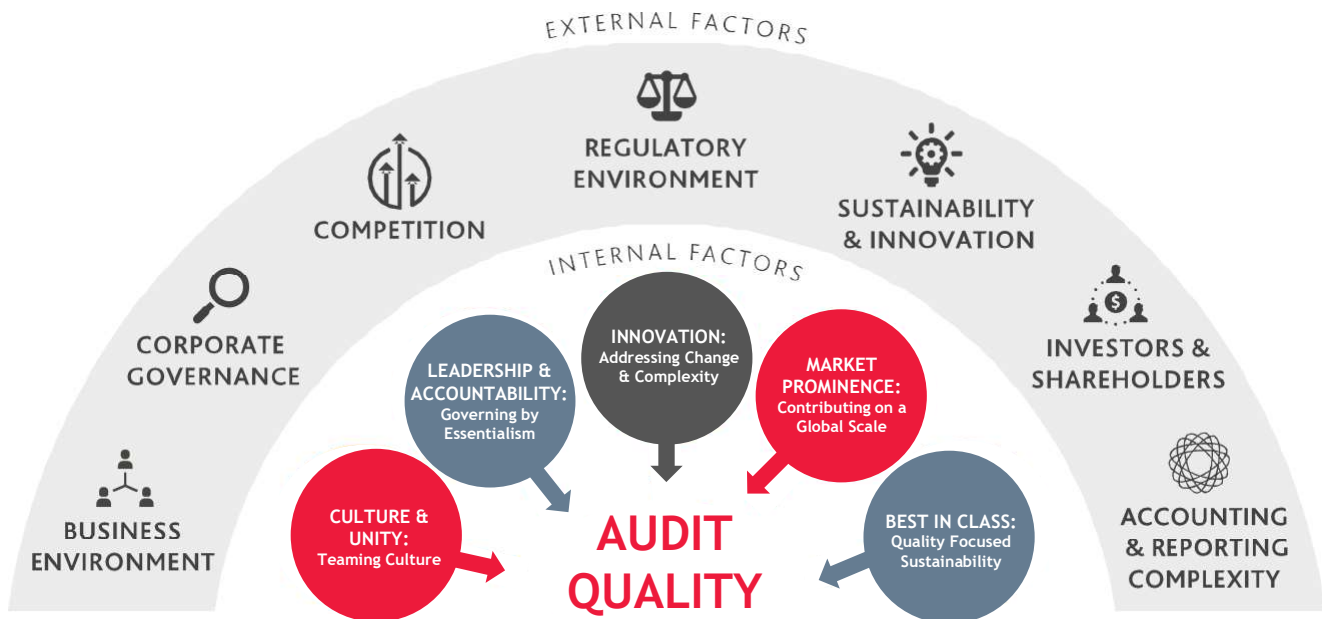 EXTERNAL FACTORS
BUSINESS
ENVIRONMENT
CORPORATE
GOVERNANCE
COMPETITION
REGULATORY
ENVIRONMENT
SUSTAINABILITY
& INNOVATION
INVESTORS &
SHAREHOLDERS
ACCOUNTING
& REPORTING
COMPLEXITY
INTERNAL FACTORS
CULTURE &
UNITY:
Teaming Culture
LEADERSHIP &
ACCOUNTABILITY:
Governing by
Essentialism
INNOVATION:
Addressing Change
& Complexity
MARKET
PROMINENCE:
Contributing on a
Global Scale
BEST IN CLASS:
Quality Focused
Sustainability
AUDIT
QUALITY
$